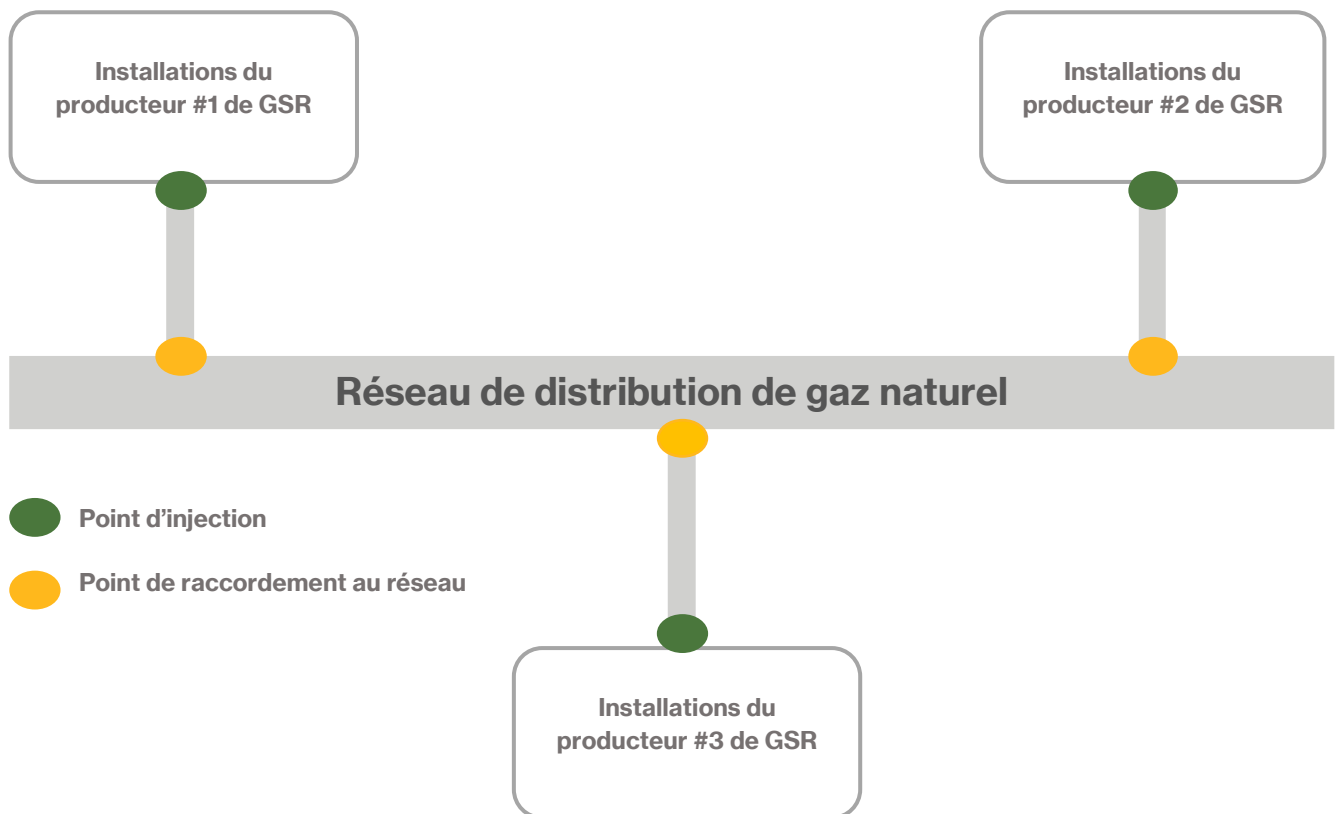 Installations du
producteur #1 de GSR
Installations du
producteur #2 de GSR
Réseau de distribution de gaz naturel
Point d’injection
Point de raccordement au réseau
Installations du
producteur #3 de GSR